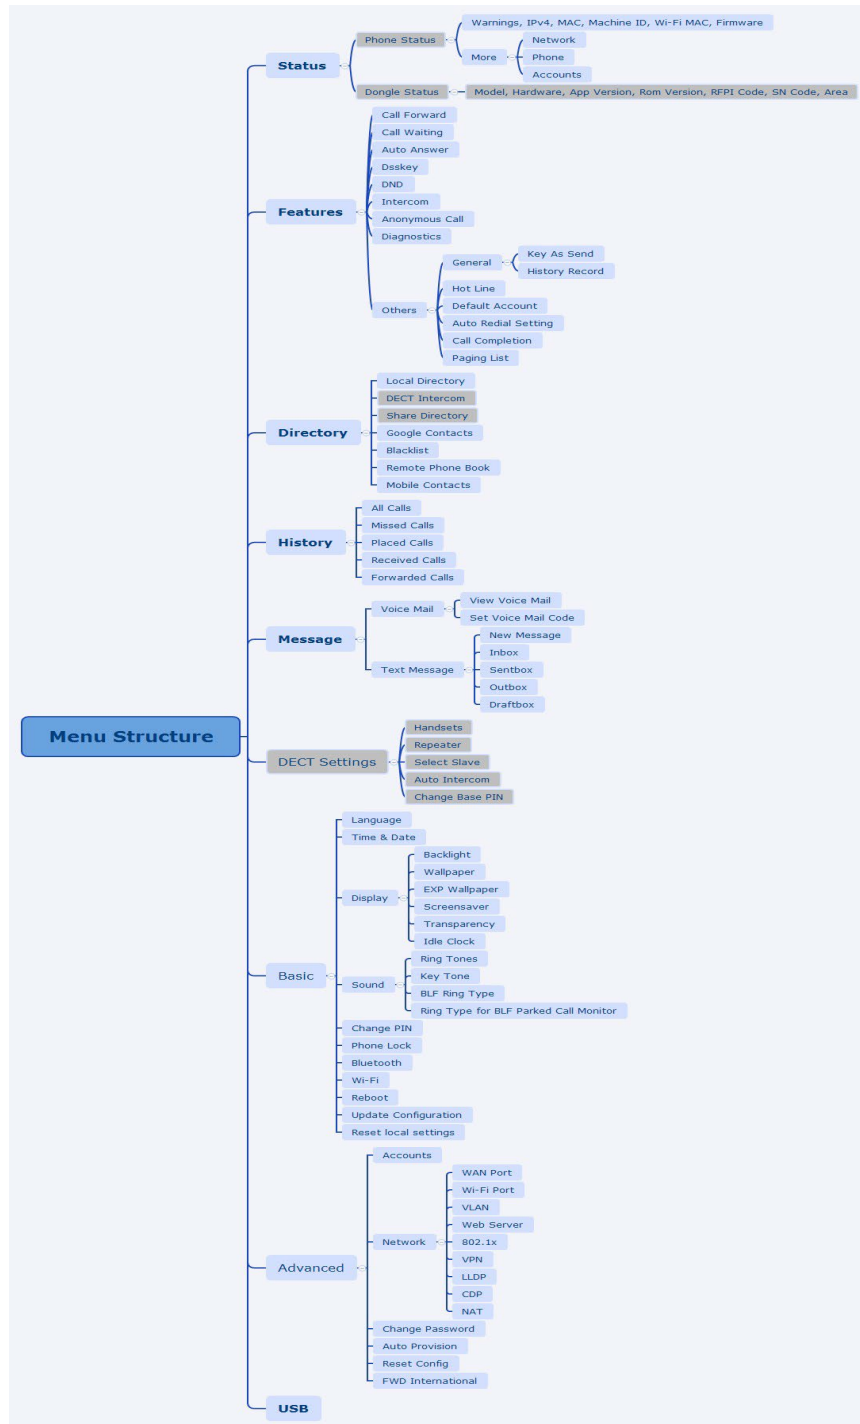 Menu Structure
Status
Phone Status
Warnings, IPv4, MAC, Machine ID, Wi-Fi MAC, Firmware
More
Network
Phone
Accounts
Dongle Status
Model, Hardware, App Version, Rom Version, RFPI Code, SN Code, Area
Features
Call Forward
Call Waiting
Auto Answer
Dsskey
DND
Intercom
Anonymous Call
Diagnostics
Others
General
Key As Send
History Record
Hot Line
Default Account
Auto Redial Setting
Call Completion
Paging List
Directory
Local Directory
DECT Intercom
Share Directory
Google Contacts
Blacklist
Remote Phone Book
Mobile Contacts
History
All Calls
Missed Calls
Placed Calls
Received Calls
Forwarded Calls
Message
Voice Mail
View Voice Mail
Set Voice Mail Code
Text Message
New Message
Inbox
Sentbox
Outbox
Draftbox
DECT Settings
Handsets
Repeater
Select Slave
Auto Intercom
Change Base PIN
Basic
Language
Time & Date
Display
Backlight
Wallpaper
EXP Wallpaper
Screensaver
Transparency
Idle Clock
Sound
Ring Tones
Key Tone
BLF Ring Type
Ring Type for BLF Parked Call Monitor
Change PIN
Phone Lock
Bluetooth
Wi-Fi
Reboot
Update Configuration
Reset local settings
Advanced
Accounts
Network
WAN Port
Wi-Fi Port
VLAN
Web Server
802.1x
VPN
LLDP
CDP
NAT
Change Password
Auto Provision
Reset Config
FWD International
USB